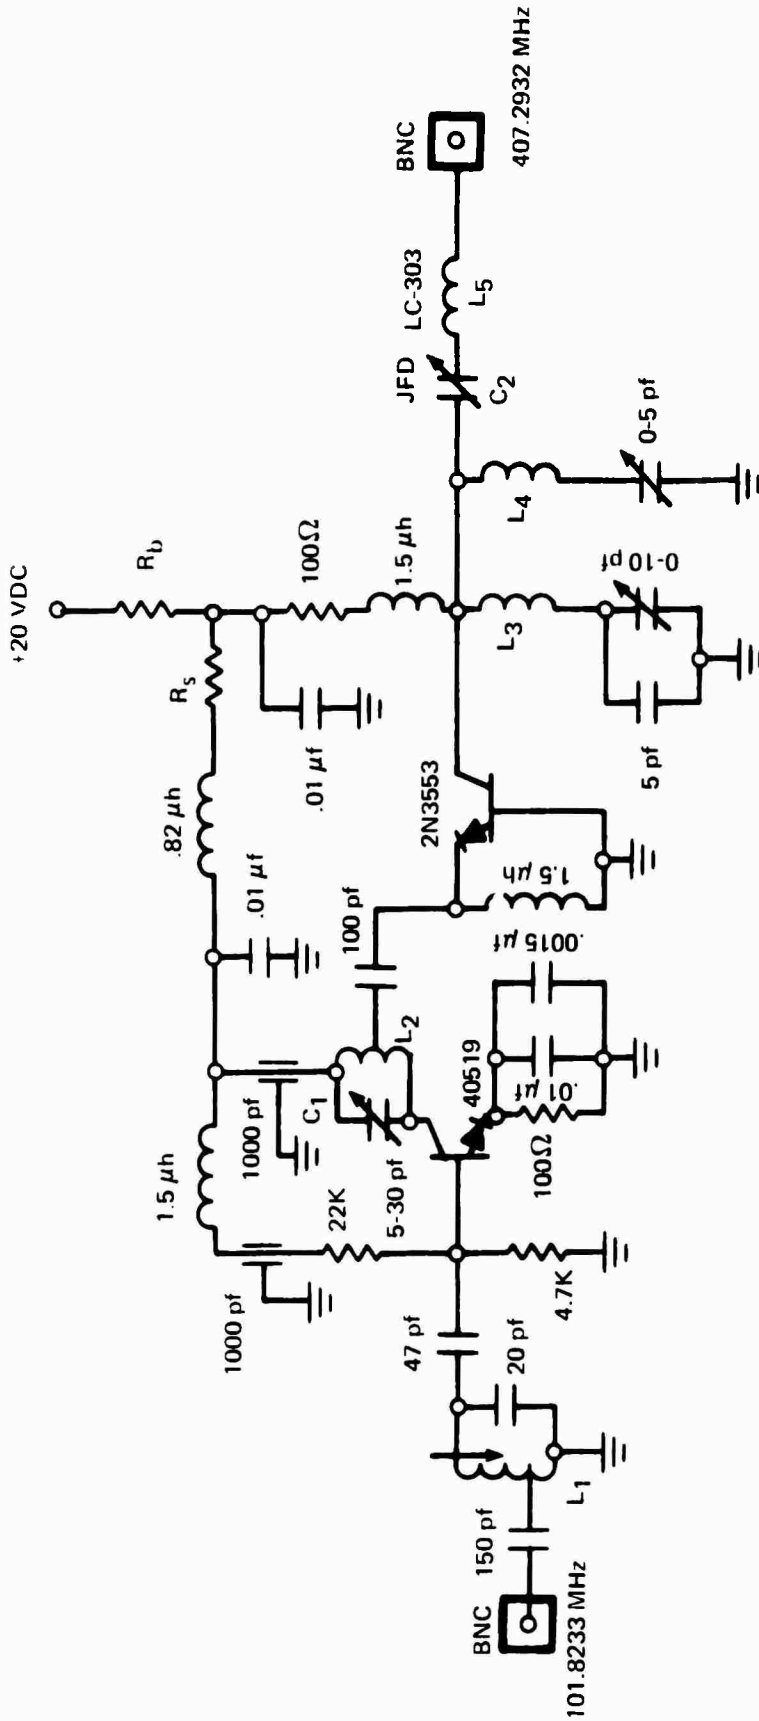 +20 VDC
R_b
R_s
.82 μh
.01 μf
1.5 μh
1000 pf
1000 pf
C_1
22K
5-30 pf
L_2
100 pf
.01 μf
100Ω
1.5 μh
2N3553
JFD
C_2
LC-303
L_5
BNC
407.2932 MHz
BNC
101.8233 MHz
150 pf
L_1
20 pf
47 pf
4.7K
40519
100Ω
.01 μf
.0015 μf
1.5 μh
5 pf
L_3
0-10 pf
L_4
0-5 pf